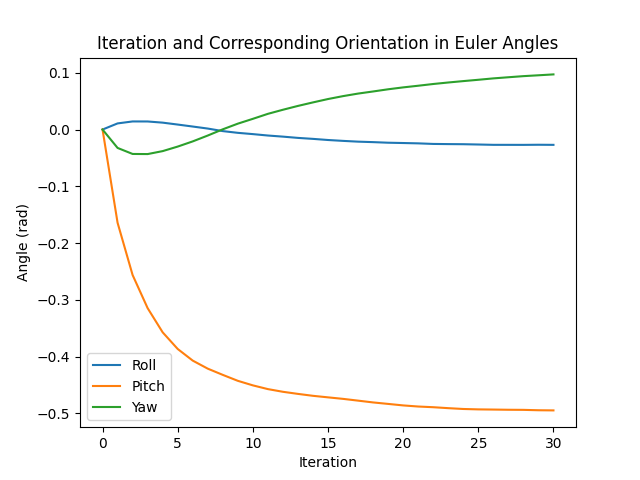 Iteration and Corresponding Orientation in Euler Angles
Angle (rad)
0.1
0.0
−0.1
−0.2
−0.3
−0.4
−0.5
Roll
Pitch
Yaw
0 5 10 15 20 25 30
Iteration